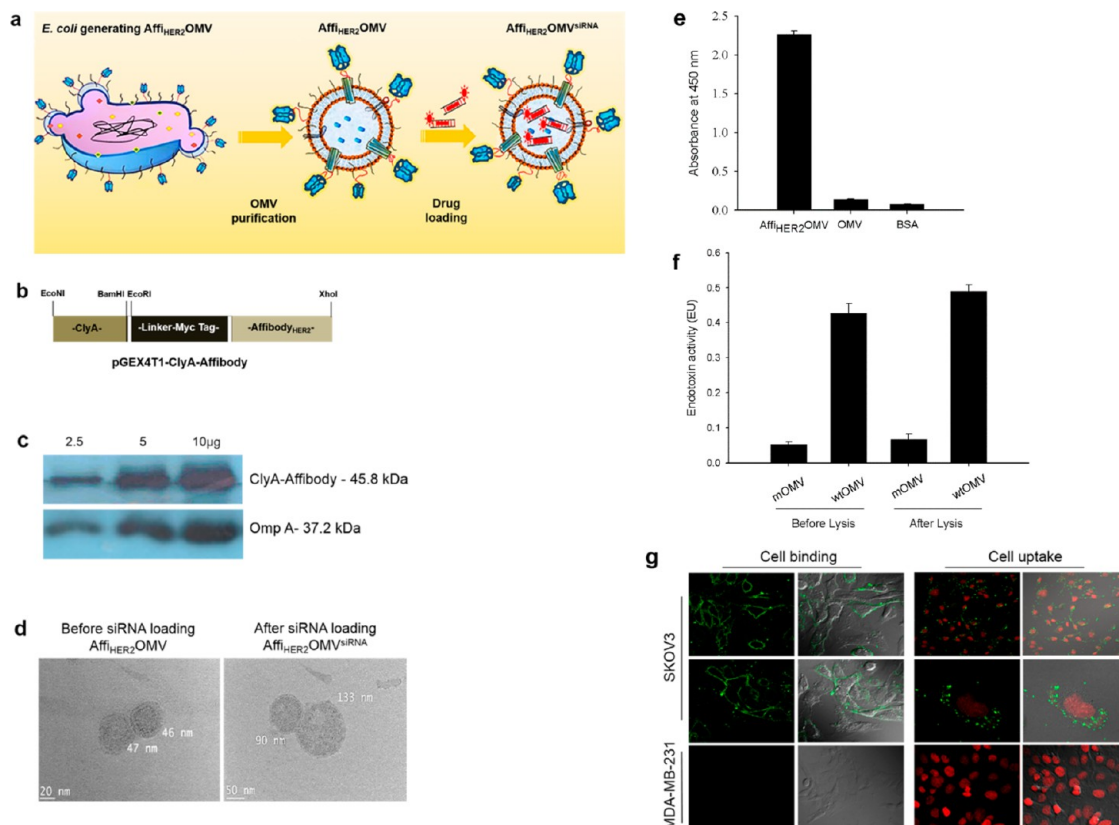 a
E. coli generating AffiHER2OMV
AffiHER2OMV
AffiHER2OMVsiRNA
OMV
purification
Drug
loading
b
EcoNI
BamHI
EcoRI
XhoI
-ClyA-
-Linker-Myc Tag-
-AffibodyHER2-
pGEX4T1-ClyA-Affibody
c
2.5
5
10µg
ClyA-Affibody - 45.8 kDa
Omp A- 37.2 kDa
d
Before siRNA loading
AffiHER2OMV
After siRNA loading
AffiHER2OMVsiRNA
46 nm
47 nm
20 nm
133 nm
90 nm
50 nm
e
Absorbance at 450 nm
2.5
2.0
1.5
1.0
0.5
0.0
AffiHER2OMV
OMV
BSA
f
Endotoxin activity (EU)
0.6
0.5
0.4
0.3
0.2
0.1
0.0
mOMV
wtOMV
mOMV
wtOMV
Before Lysis
After Lysis
g
Cell binding
Cell uptake
SKOV3
MDA-MB-231